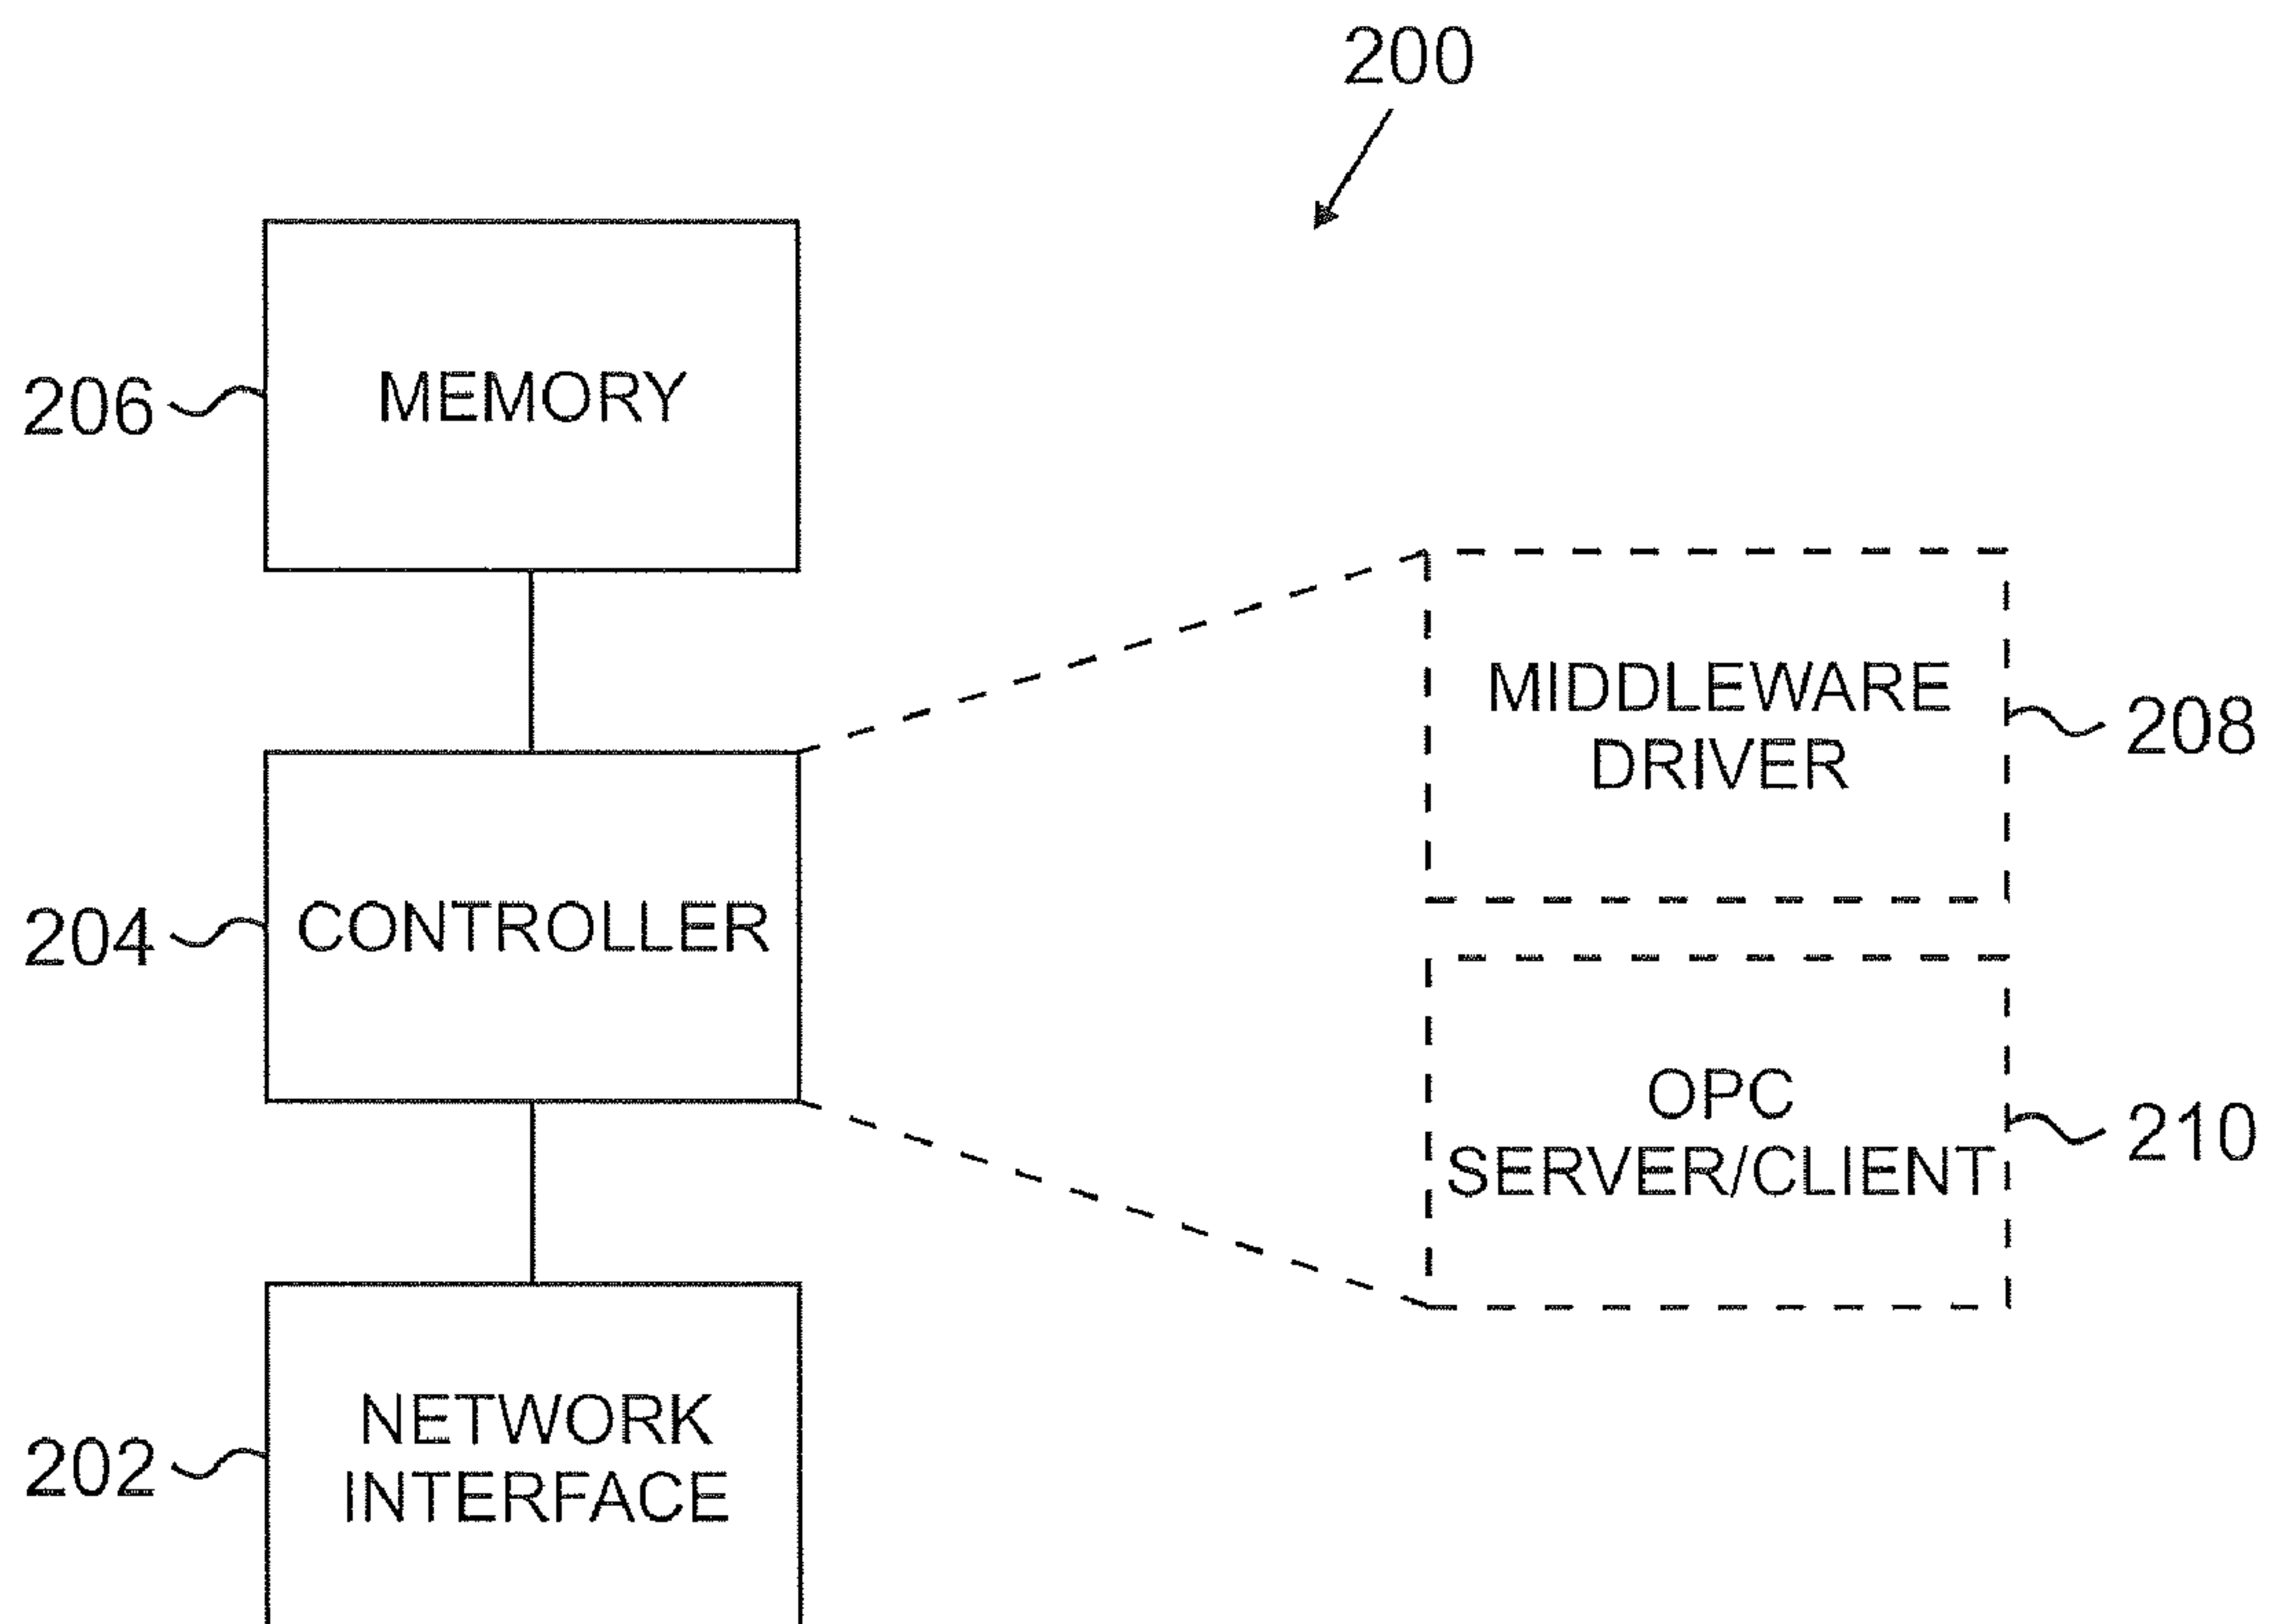 200
206
MEMORY
MIDDLEWARE
DRIVER
208
204
CONTROLLER
OPC
SERVER/CLIENT
210
202
NETWORK
INTERFACE